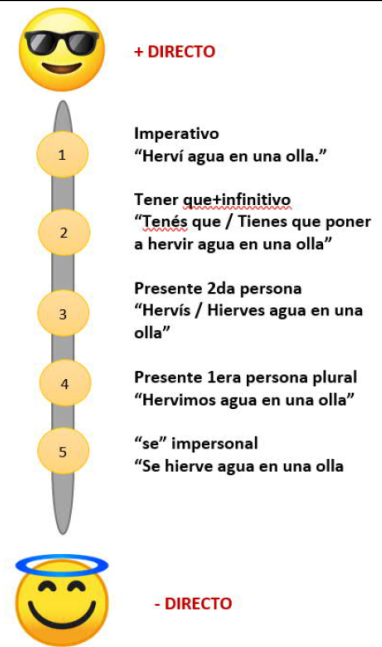 + DIRECTO
1
Imperativo
“Herví agua en una olla.”
2
Tener que+infinitivo
“Tenés que / Tienes que poner
a hervir agua en una olla”
3
Presente 2da persona
“Hervís / Hierves agua en una
olla”
4
Presente 1era persona plural
“Hervimos agua en una olla”
5
“se” impersonal
“Se hierve agua en una olla
- DIRECTO